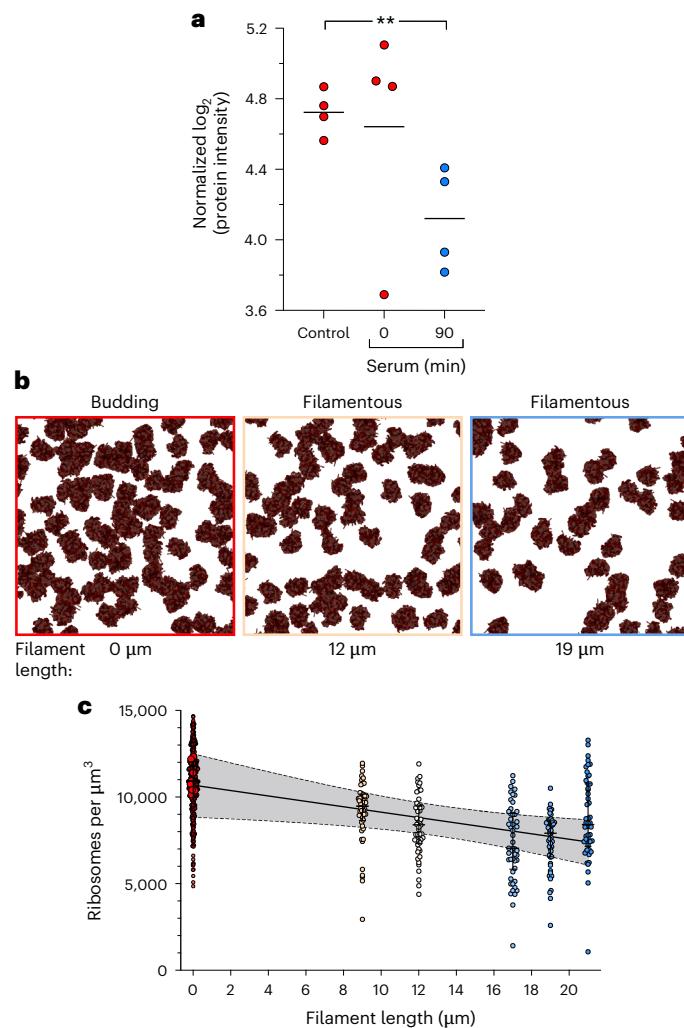 a
**
Normalized log2
(protein intensity)
5.2
4.8
4.4
4.0
3.6
Control 0 90
Serum (min)
b
Budding Filamentous Filamentous
Filament length: 0 µm 12 µm 19 µm
c
Ribosomes per µm³
15,000
10,000
5,000
0
0 2 4 6 8 10 12 14 16 18 20
Filament length (µm)